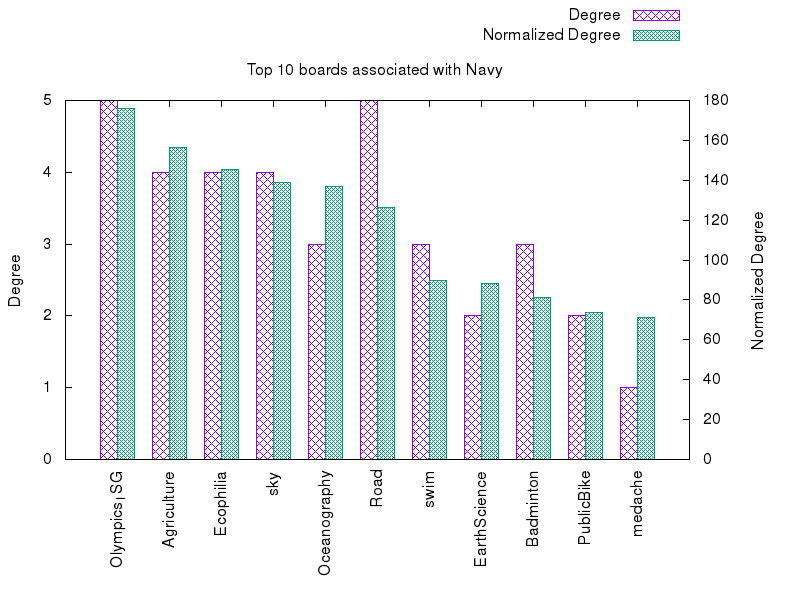 Degree
Normalized Degree
Top 10 boards associated with Navy
5
4
3
2
1
0
Degree
180
160
140
120
100
80
60
40
20
0
Normalized Degree
OlympicsISG
Agriculture
Ecophilia
sky
Oceanography
Road
swim
EarthScience
Badminton
PublicBike
medache